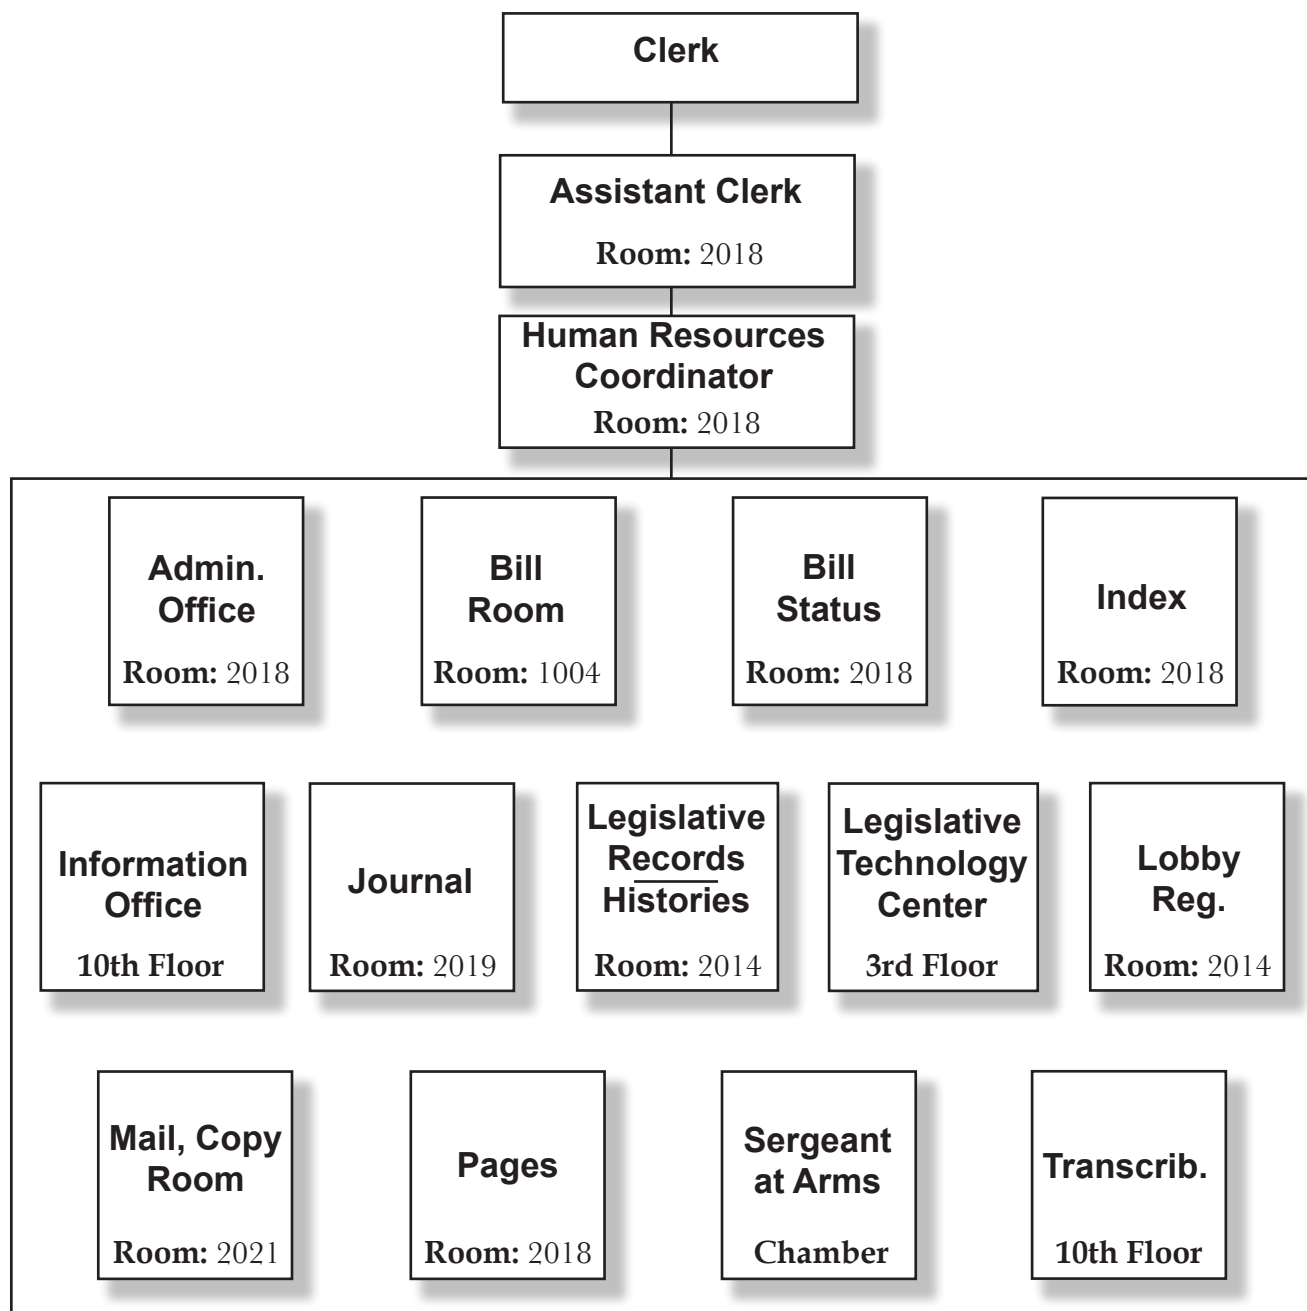 Clerk
Assistant Clerk
Room: 2018
Human Resources
Coordinator
Room: 2018
Admin.
Office
Room: 2018
Bill
Room
Room: 1004
Bill
Status
Room: 2018
Index
Room: 2018
Information
Office
10th Floor
Journal
Room: 2019
Legislative
Records
Histories
Room: 2014
Legislative
Technology
Center
3rd Floor
Lobby
Reg.
Room: 2014
Mail, Copy
Room
Room: 2021
Pages
Room: 2018
Sergeant
at Arms
Chamber
Transcrib.
10th Floor